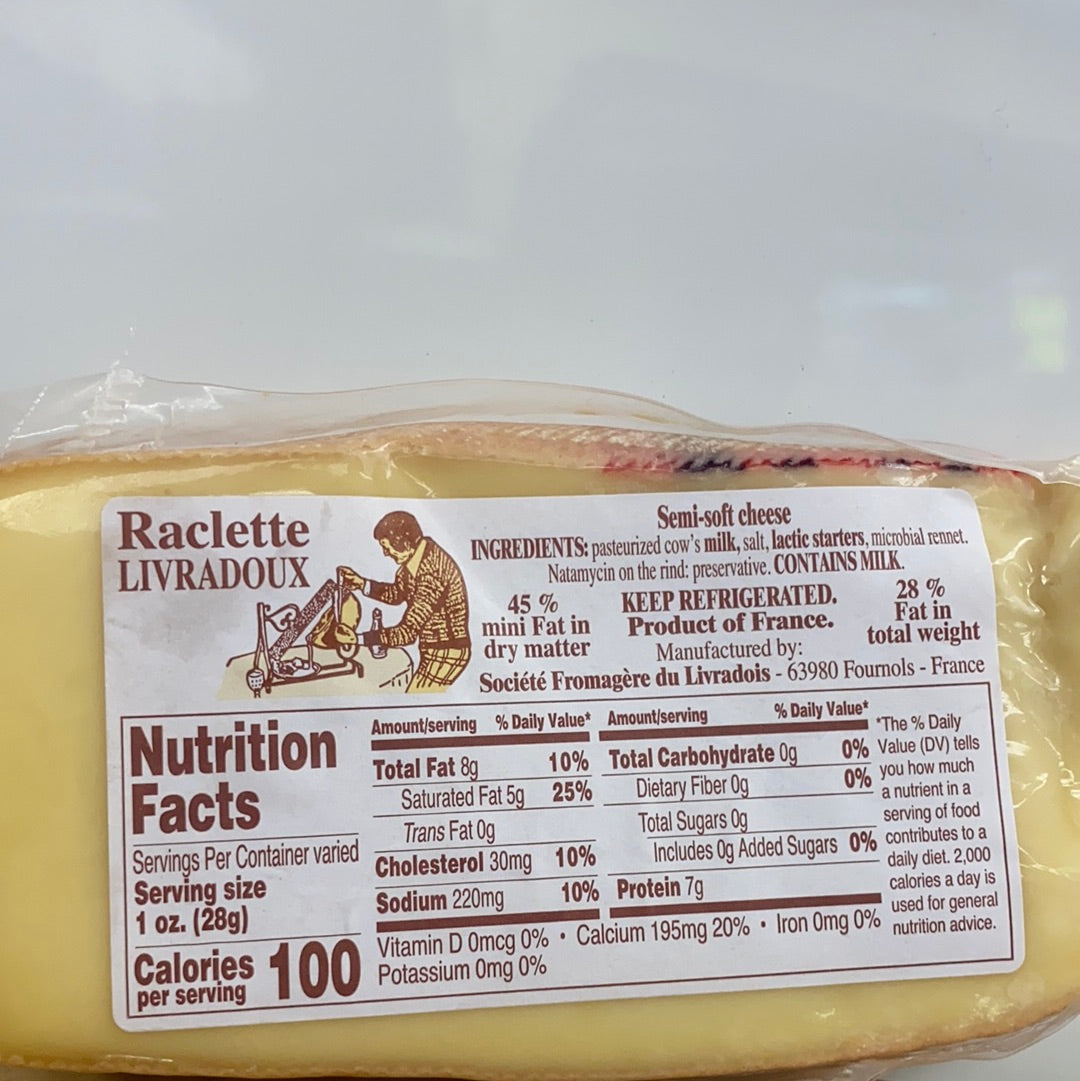 Raclette
LIVRADOUX
Semi-soft cheese
INGREDIENTS: pasteurized cow's milk, salt, lactic starters, microbial rennet.
Natamycin on the rind: preservative. CONTAINS MILK.
45 %
mini Fat in
dry matter
KEEP REFRIGERATED.
Product of France.
28 %
Fat in
total weight
Manufactured by:
Société Fromagère du Livradois - 63980 Fournols - France
Nutrition
Facts
Servings Per Container varied
Serving size
1 oz. (28g)
Calories 100
per serving
Amount/serving % Daily Value*
Total Fat 8g 10%
Saturated Fat 5g 25%
Trans Fat 0g
Cholesterol 30mg 10%
Sodium 220mg 10%
Amount/serving % Daily Value*
Total Carbohydrate 0g 0%
Dietary Fiber 0g 0%
Total Sugars 0g
Includes 0g Added Sugars 0%
Protein 7g
Vitamin D 0mcg 0% • Calcium 195mg 20% • Iron 0mg 0%
Potassium 0mg 0%
*The % Daily
Value (DV) tells
you how much
a nutrient in a
serving of food
contributes to a
daily diet. 2,000
calories a day is
used for general
nutrition advice.